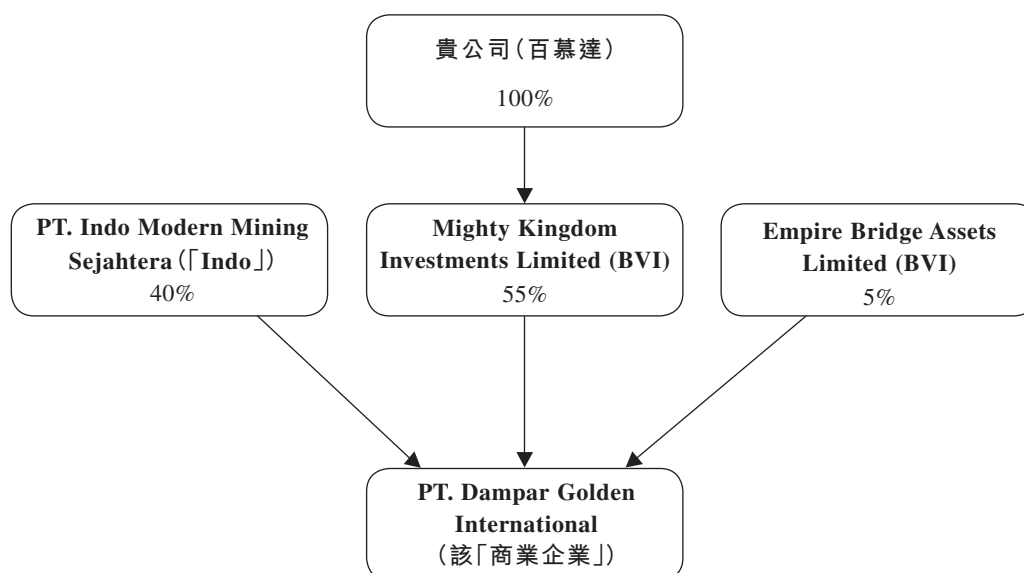 貴公司(百慕達)
100%
PT. Indo Modern Mining
Sejahtera(「Indo」)
40%
Mighty Kingdom
Investments Limited (BVI)
55%
Empire Bridge Assets
Limited (BVI)
5%
PT. Dampar Golden
International
(該「商業企業」)